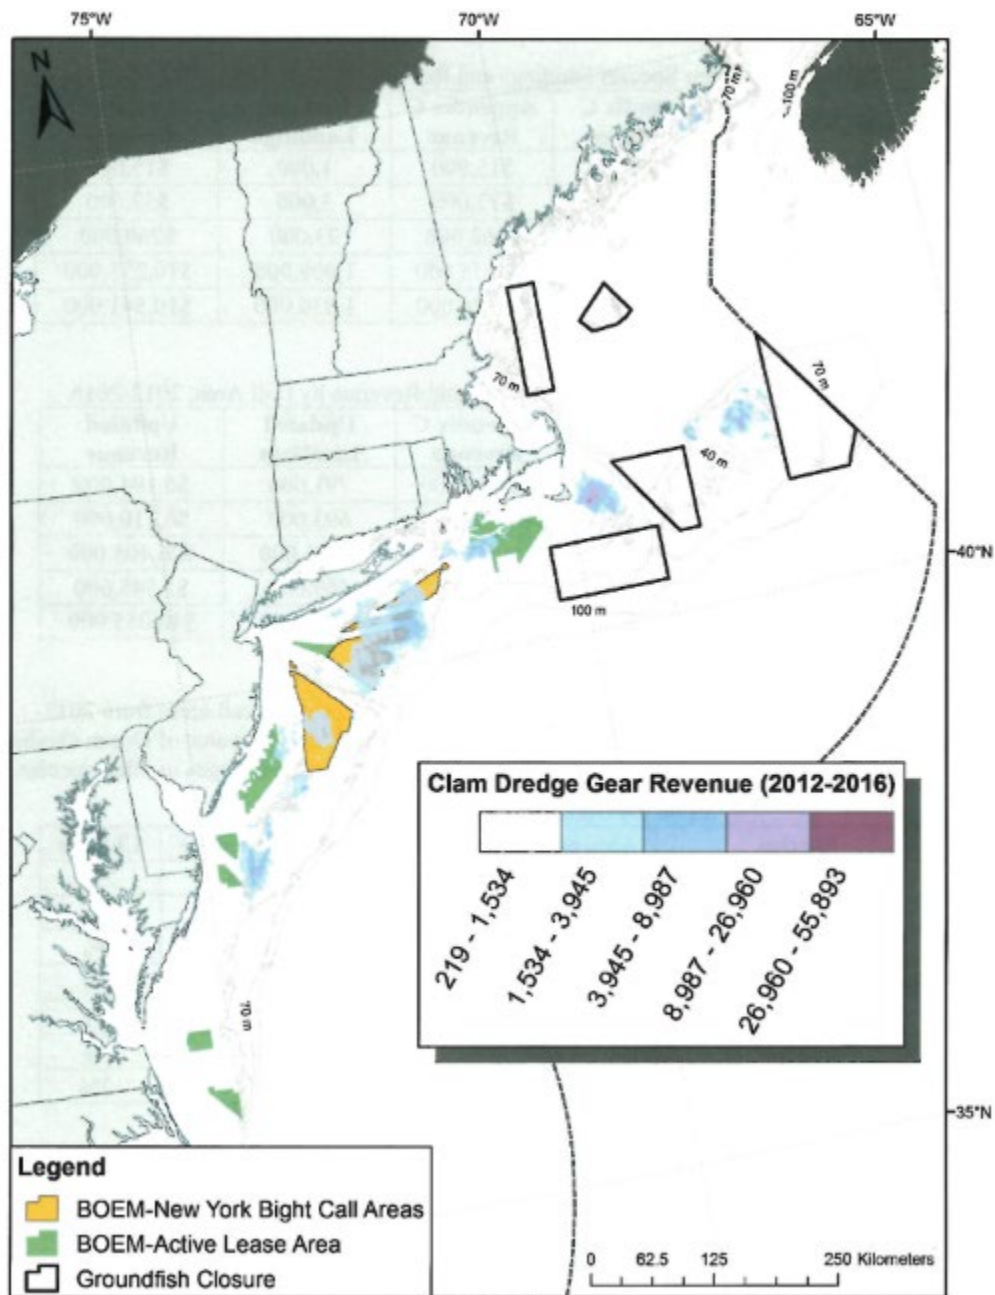 75°W 70°W 65°W
N
70 m
100 m
70 m
70 m
40 m
40°N
100 m
Clam Dredge Gear Revenue (2012-2016)
219 - 1,534
1,534 - 3,945
3,945 - 8,987
8,987 - 26,960
26,960 - 55,893
70 m
35°N
Legend
BOEM-New York Bight Call Areas
BOEM-Active Lease Area
Groundfish Closure
0 62.5 125 250 Kilometers